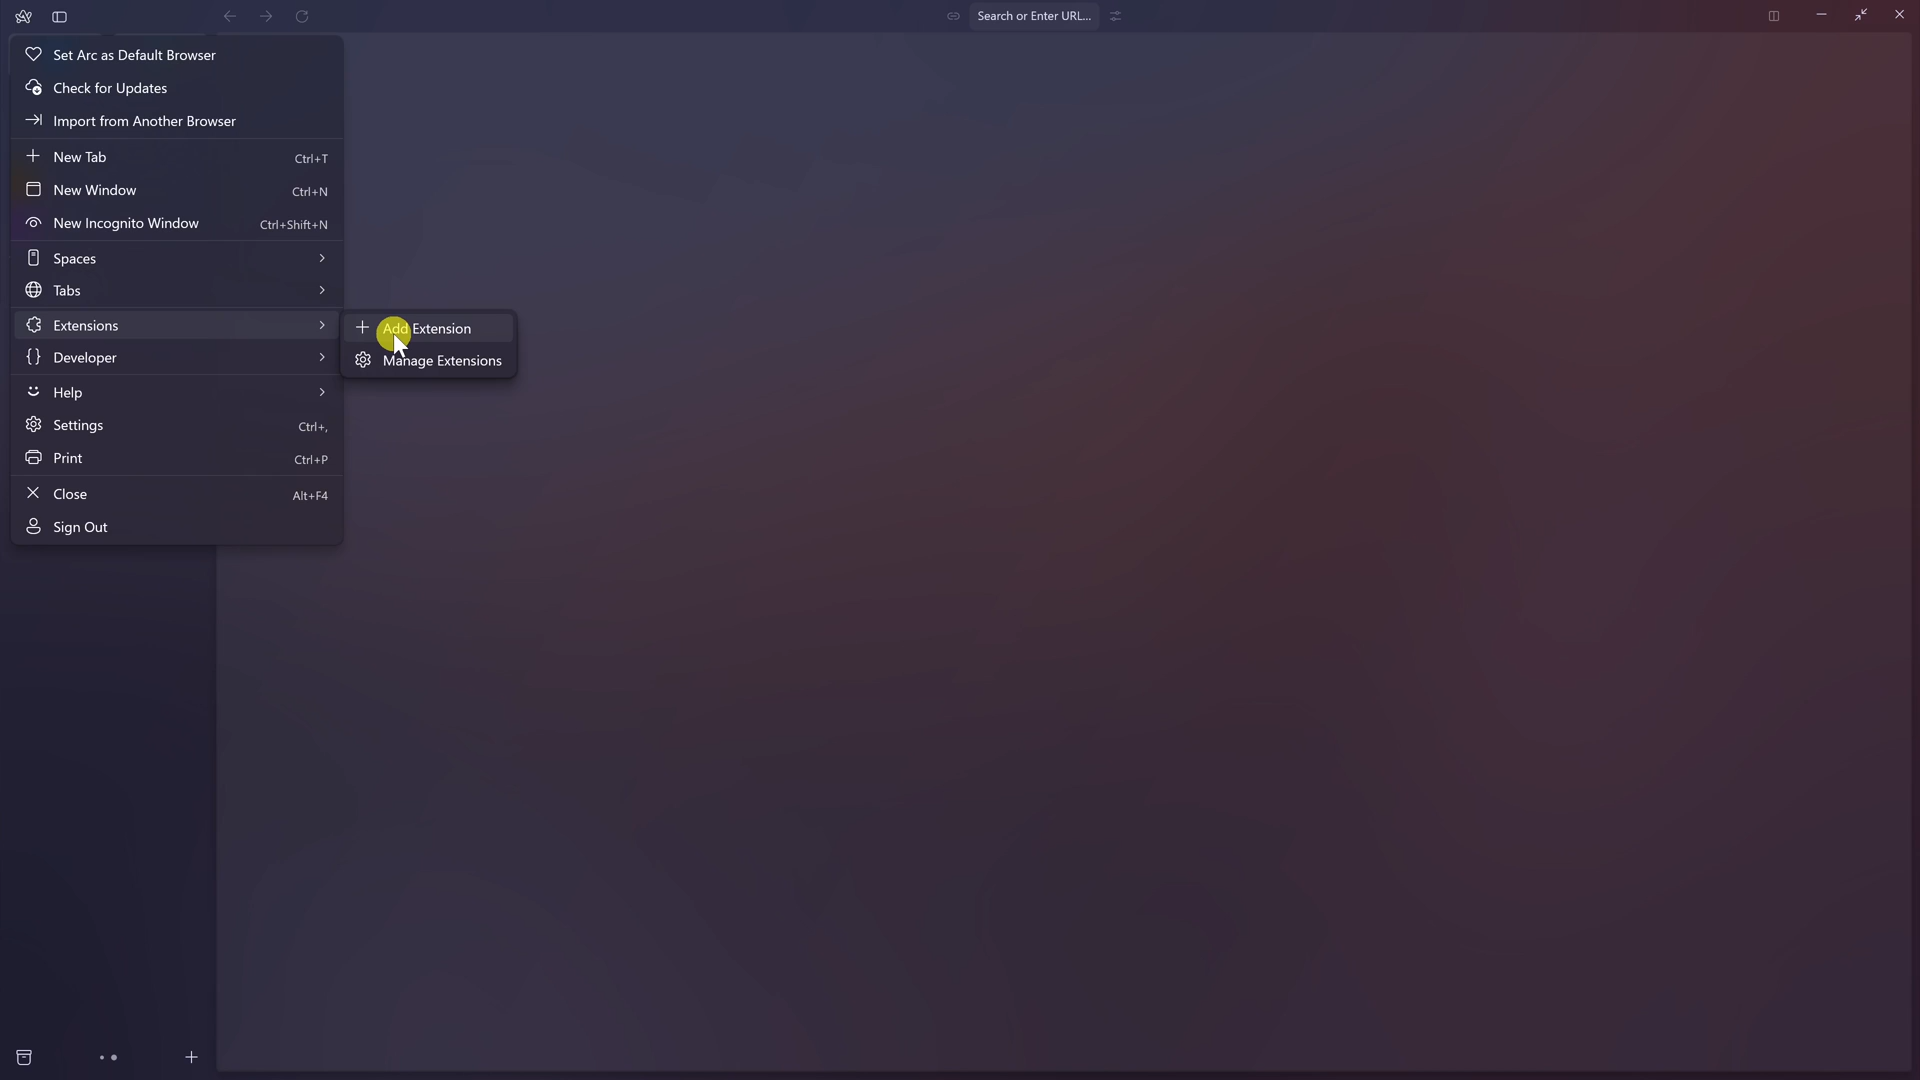 Search or Enter URL...
Set Arc as Default Browser
Check for Updates
Import from Another Browser
New Tab Ctrl+T
New Window Ctrl+N
New Incognito Window Ctrl+Shift+N
Spaces
Tabs
Extensions
Add Extension
Developer
Manage Extensions
Help
Settings Ctrl+,
Print Ctrl+P
Close Alt+F4
Sign Out